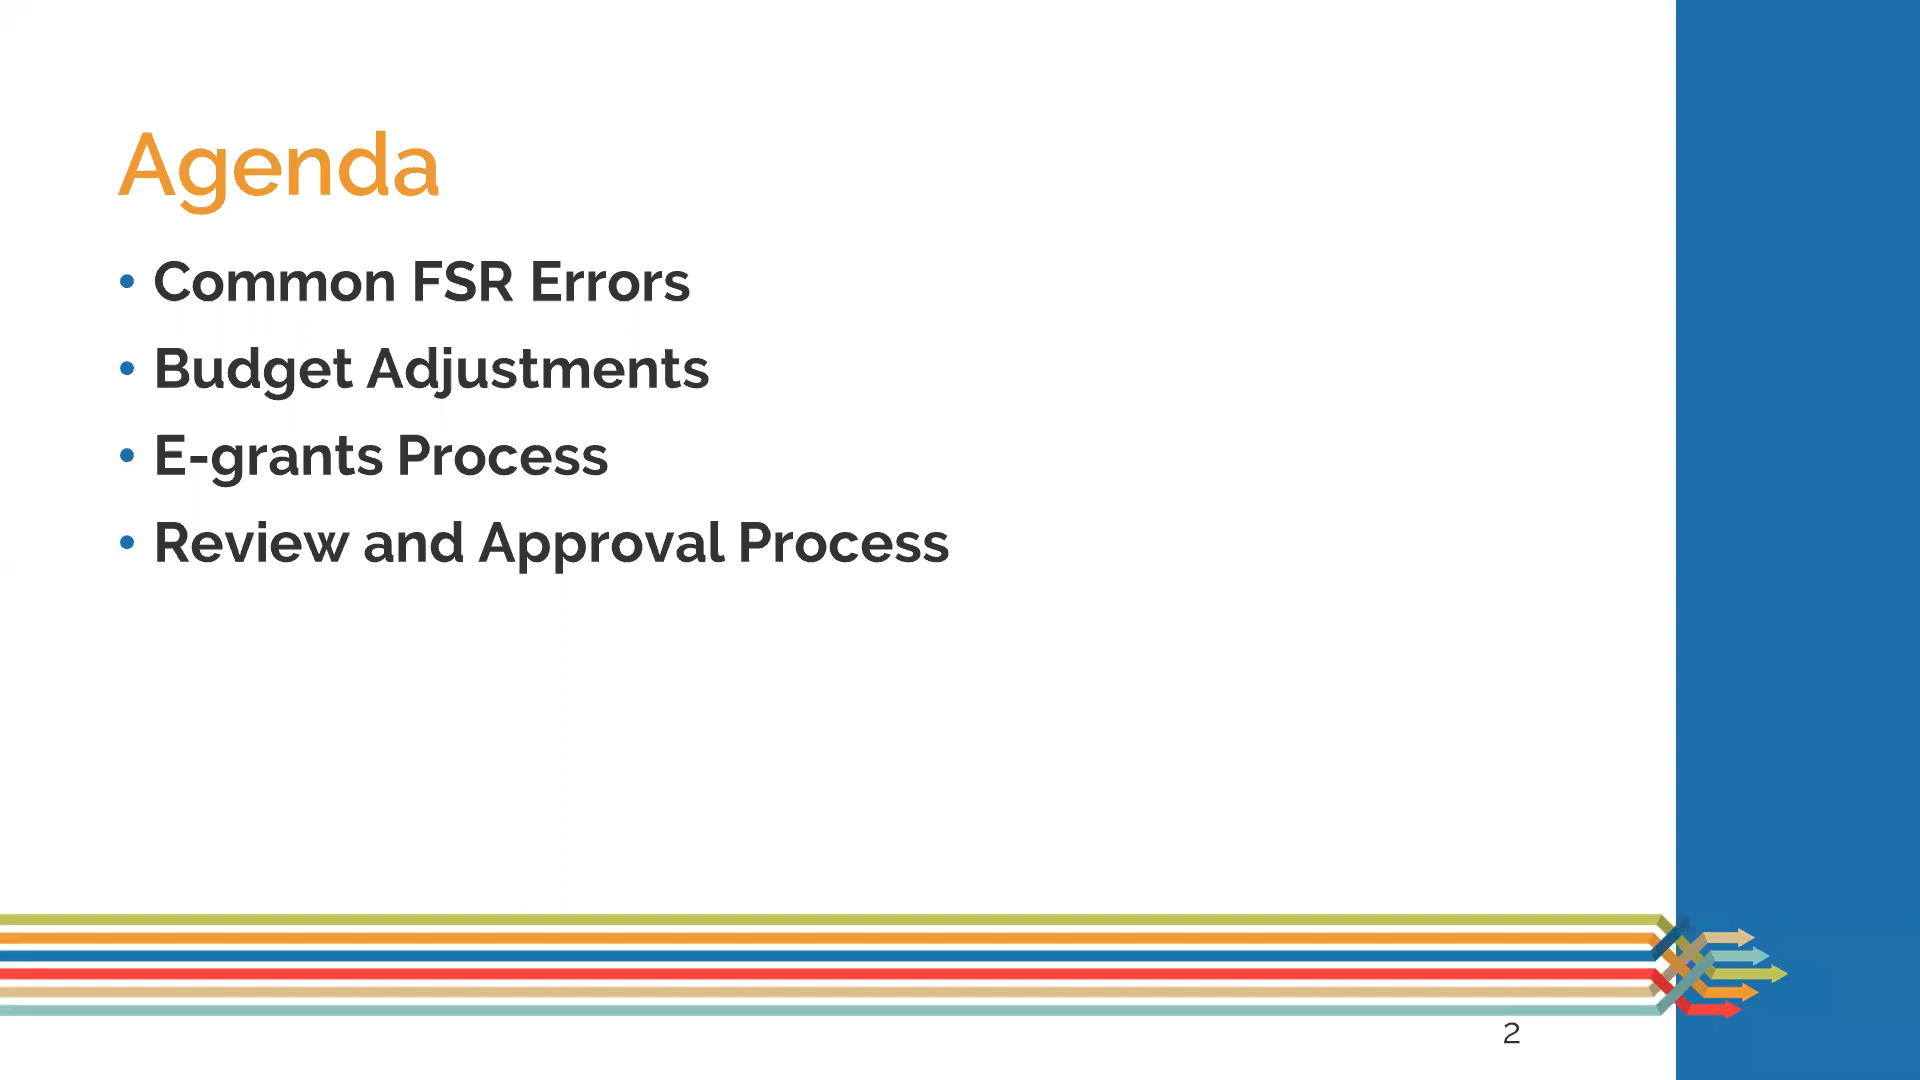 Agenda
• Common FSR Errors
• Budget Adjustments
• E-grants Process
• Review and Approval Process
2